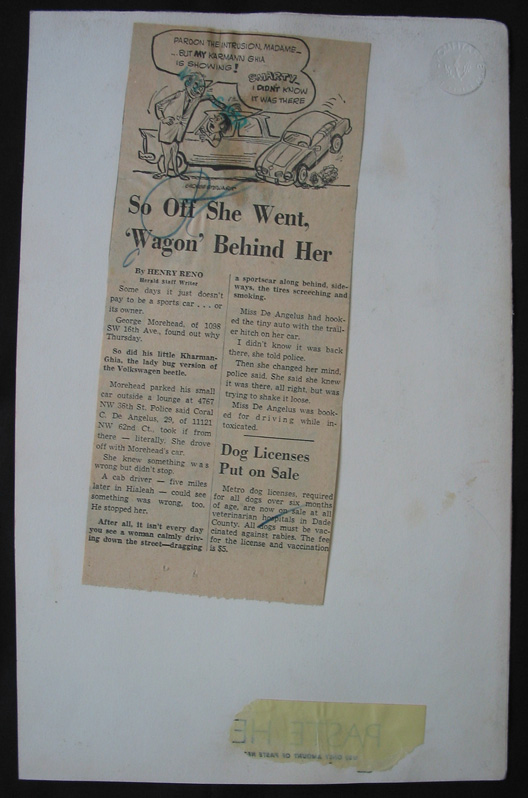 PARDON THE INTRUSION, MADAME...
...BUT MY KARMANN GHIA
IS SHOWING!
SMARTY...
I DIDN'T KNOW
IT WAS THERE
So Off She Went,
'Wagon' Behind Her
By HENRY RENO
Herald Staff Writer
Some days it just doesn't
pay to be a sports car . . . or
its owner.
George Morehead, of 1098
SW 16th Ave., found out why
Thursday.
So did his little Kharman-
Ghia, the lady bug version of
the Volkswagen beetle.
Morehead parked his small
car outside a lounge at 4767
NW 36th St. Police said Coral
C. De Angelus, 29, of 11121
NW 62nd Ct., took if from
there — literally. She drove
off with Morehead's car.
She knew something was
wrong but didn't stop.
A cab driver — five miles
later in Hialeah — could see
something was wrong, too.
He stopped her.
After all, it isn't every day
you see a woman calmly driv-
ing down the street—dragging
a sportscar along behind, side-
ways, the tires screeching and
smoking.
Miss De Angelus had hook-
ed the tiny auto with the trail-
er hitch on her car.
I didn't know it was back
there, she told police.
Then she changed her mind,
police said. She said she knew
it was there, all right, but was
trying to shake it loose.
Miss De Angelus was book-
ed for driving while in-
toxicated.
Dog Licenses
Put on Sale
Metro dog licenses, required
for all dogs over six months
of age, are now on sale at all
veterinarian hospitals in Dade
County. All dogs must be vac-
cinated against rabies. The fee
for the license and vaccination
is $5.
PASTE HE
AMOUNT OF PASTE